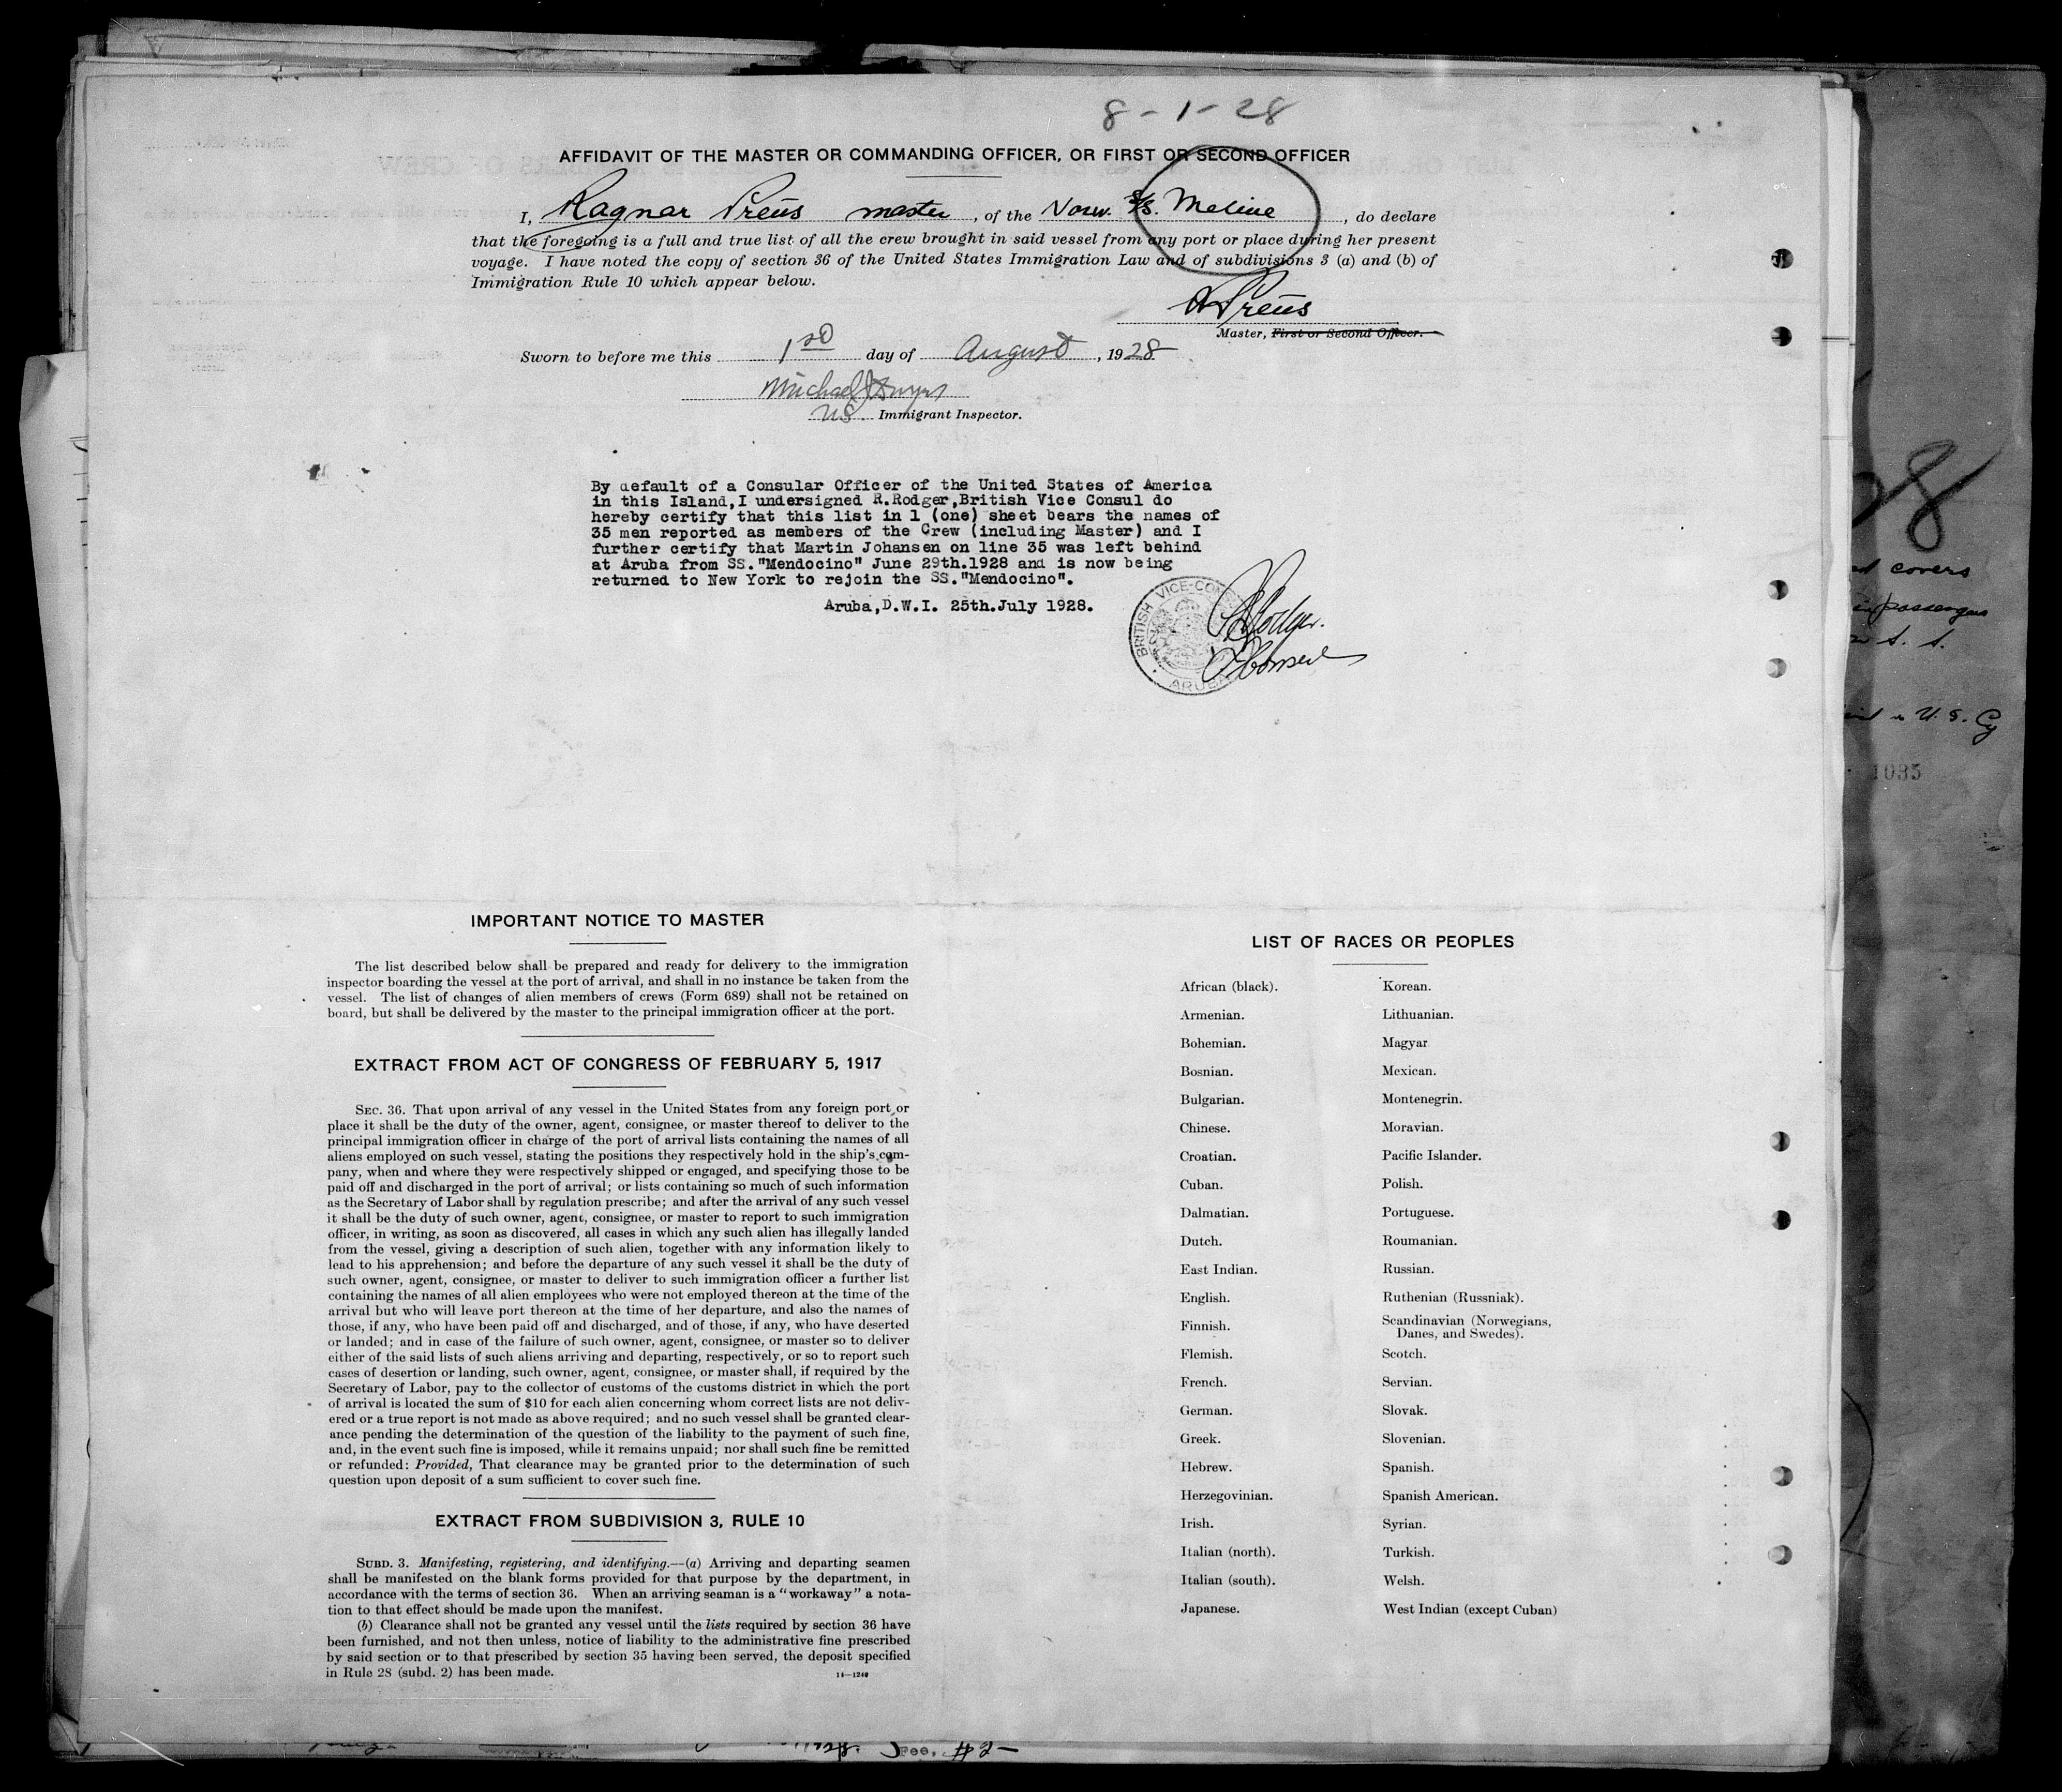 8-1-28
AFFIDAVIT OF THE MASTER OR COMMANDING OFFICER, OR FIRST OR SECOND OFFICER
I, Ragnar Preüs master, of the Norw. S/S. Meline, do declare
that the foregoing is a full and true list of all the crew brought in said vessel from any port or place during her present
voyage. I have noted the copy of section 36 of the United States Immigration Law and of subdivisions 3 (a) and (b) of
Immigration Rule 10 which appear below.
R Preüs
Master, First or Second Officer.
Sworn to before me this 1st day of August, 1928
Michael
US. Immigrant Inspector.
By default of a Consular Officer of the United States of America
in this Island,I undersigned R.Rodger,British Vice Consul do
hereby certify that this list in 1 (one) sheet bears the names of
35 men reported as members of the Crew (including Master) and I
further certify that Martin Johansen on line 35 was left behind
at Aruba from SS."Mendocino" June 29th.1928 and is now being
returned to New York to rejoin the SS."Mendocino".
Aruba,D.W.I. 25th.July 1928.
BRITISH VICE-CONSUL
ARUBA
R Rodger.
covers
passengers
S. S.
U. S. Cy
1035
IMPORTANT NOTICE TO MASTER
The list described below shall be prepared and ready for delivery to the immigration
inspector boarding the vessel at the port of arrival, and shall in no instance be taken from the
vessel. The list of changes of alien members of crews (Form 689) shall not be retained on
board, but shall be delivered by the master to the principal immigration officer at the port.
EXTRACT FROM ACT OF CONGRESS OF FEBRUARY 5, 1917
SEC. 36. That upon arrival of any vessel in the United States from any foreign port or
place it shall be the duty of the owner, agent, consignee, or master thereof to deliver to the
principal immigration officer in charge of the port of arrival lists containing the names of all
aliens employed on such vessel, stating the positions they respectively hold in the ship's com-
pany, when and where they were respectively shipped or engaged, and specifying those to be
paid off and discharged in the port of arrival; or lists containing so much of such information
as the Secretary of Labor shall by regulation prescribe; and after the arrival of any such vessel
it shall be the duty of such owner, agent, consignee, or master to report to such immigration
officer, in writing, as soon as discovered, all cases in which any such alien has illegally landed
from the vessel, giving a description of such alien, together with any information likely to
lead to his apprehension; and before the departure of any such vessel it shall be the duty of
such owner, agent, consignee, or master to deliver to such immigration officer a further list
containing the names of all alien employees who were not employed thereon at the time of the
arrival but who will leave port thereon at the time of her departure, and also the names of
those, if any, who have been paid off and discharged, and of those, if any, who have deserted
or landed; and in case of the failure of such owner, agent, consignee, or master so to deliver
either of the said lists of such aliens arriving and departing, respectively, or so to report such
cases of desertion or landing, such owner, agent, consignee, or master shall, if required by the
Secretary of Labor, pay to the collector of customs of the customs district in which the port
of arrival is located the sum of $10 for each alien concerning whom correct lists are not deliv-
ered or a true report is not made as above required; and no such vessel shall be granted clear-
ance pending the determination of the question of the liability to the payment of such fine,
and, in the event such fine is imposed, while it remains unpaid; nor shall such fine be remitted
or refunded: Provided, That clearance may be granted prior to the determination of such
question upon deposit of a sum sufficient to cover such fine.
EXTRACT FROM SUBDIVISION 3, RULE 10
SUBD. 3. Manifesting, registering, and identifying.—(a) Arriving and departing seamen
shall be manifested on the blank forms provided for that purpose by the department, in
accordance with the terms of section 36. When an arriving seaman is a "workaway" a nota-
tion to that effect should be made upon the manifest.
(b) Clearance shall not be granted any vessel until the lists required by section 36 have
been furnished, and not then unless, notice of liability to the administrative fine prescribed
by said section or to that prescribed by section 35 having been served, the deposit specified
in Rule 28 (subd. 2) has been made.
14—1240
LIST OF RACES OR PEOPLES
African (black).
Armenian.
Bohemian.
Bosnian.
Bulgarian.
Chinese.
Croatian.
Cuban.
Dalmatian.
Dutch.
East Indian.
English.
Finnish.
Flemish.
French.
German.
Greek.
Hebrew.
Herzegovinian.
Irish.
Italian (north).
Italian (south).
Japanese.
Korean.
Lithuanian.
Magyar
Mexican.
Montenegrin.
Moravian.
Pacific Islander.
Polish.
Portuguese.
Roumanian.
Russian.
Ruthenian (Russniak).
Scandinavian (Norwegians,
Danes, and Swedes).
Scotch.
Servian.
Slovak.
Slovenian.
Spanish.
Spanish American.
Syrian.
Turkish.
Welsh.
West Indian (except Cuban)
Fee. $2—